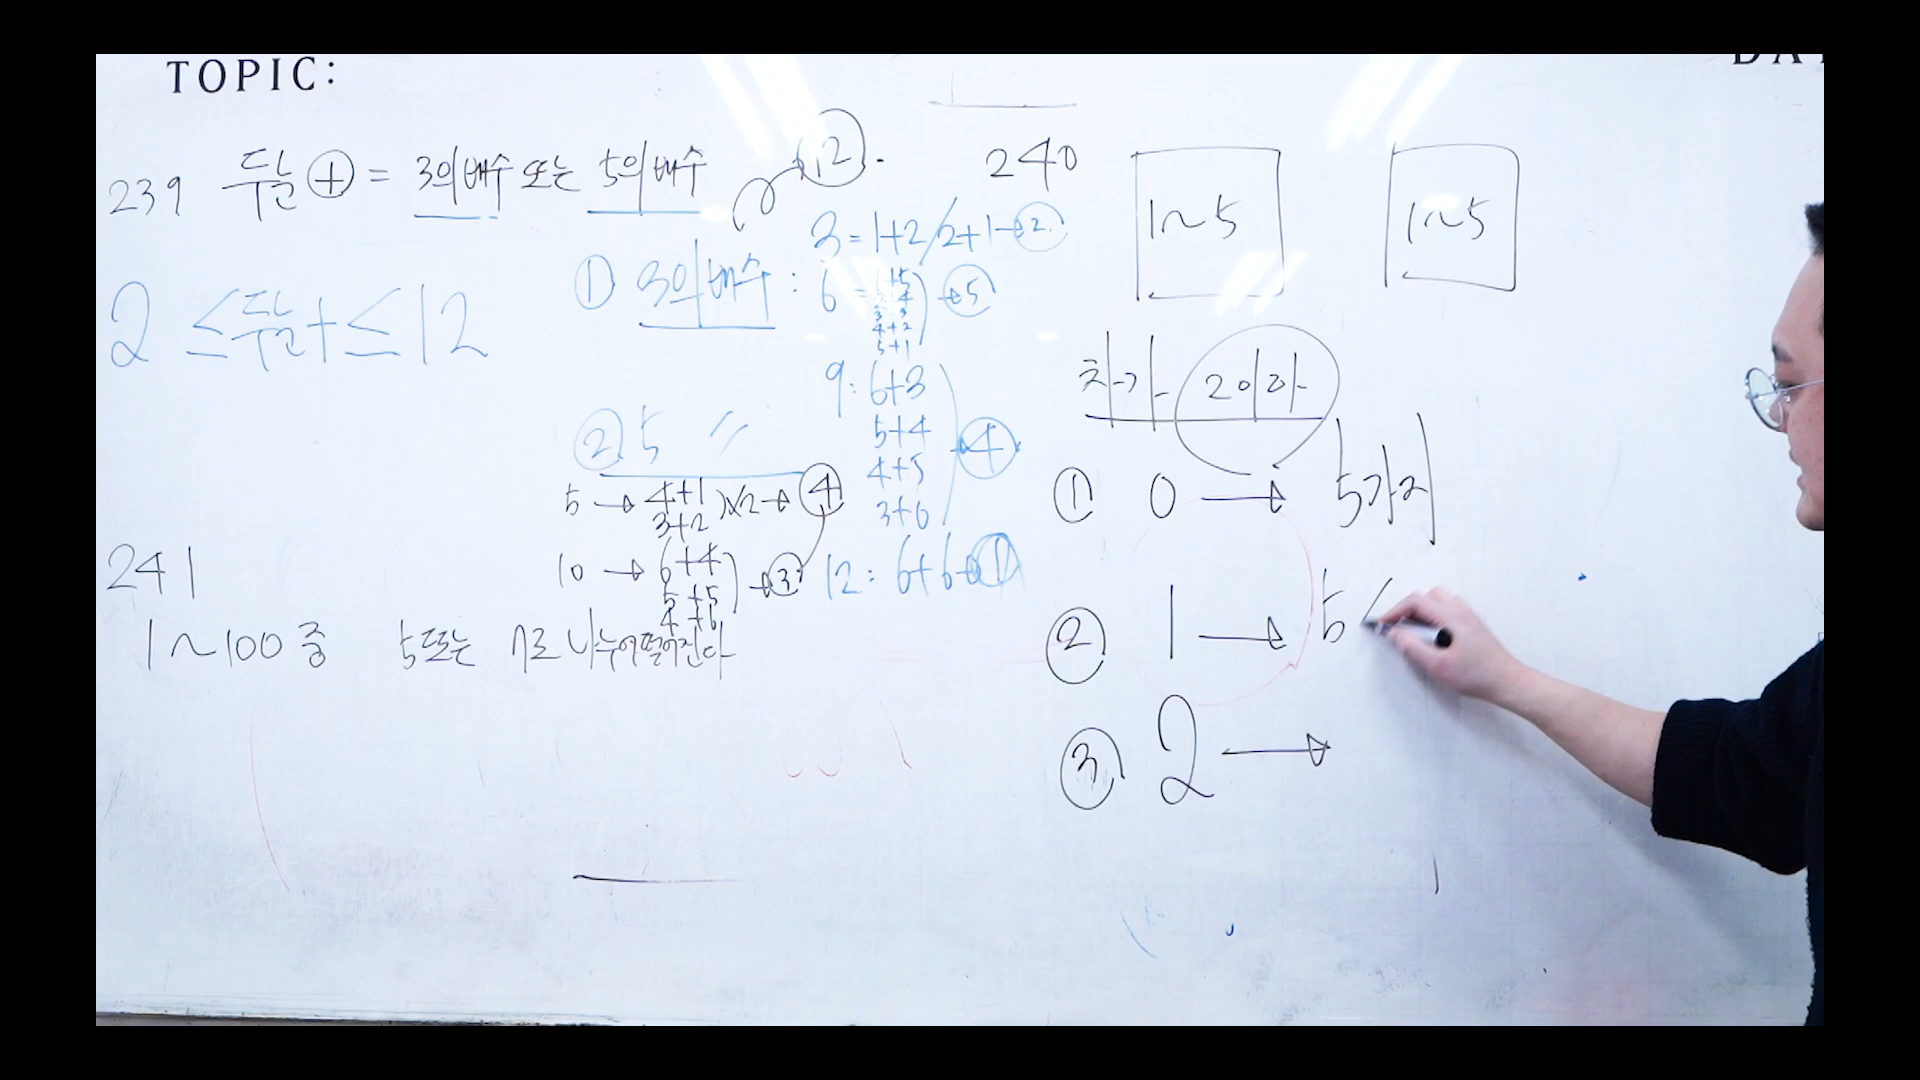 TOPIC:
239 두눈 ⊕ = 3의배수 또는 5의배수 12.
2 ≤ 두눈+ ≤ 12
① 3의배수 : 3 = 1+2/2+1 → ②
6 = 1+5
2+4
3+3
4+2
5+1 → ⑤
9: 6+3
5+4
4+5
3+6 → ④
12: 6+6 → ①
② 5 〃
5 → 4+1
3+2 )×2 → ④
10 → 6+4
5+5
4+6 → ③
241
1~100 중 5또는 7로 나누어떨어진다
240 1~5 1~5
차가 2이하
① 0 → 5가지
② 1 → 5
③ 2 →